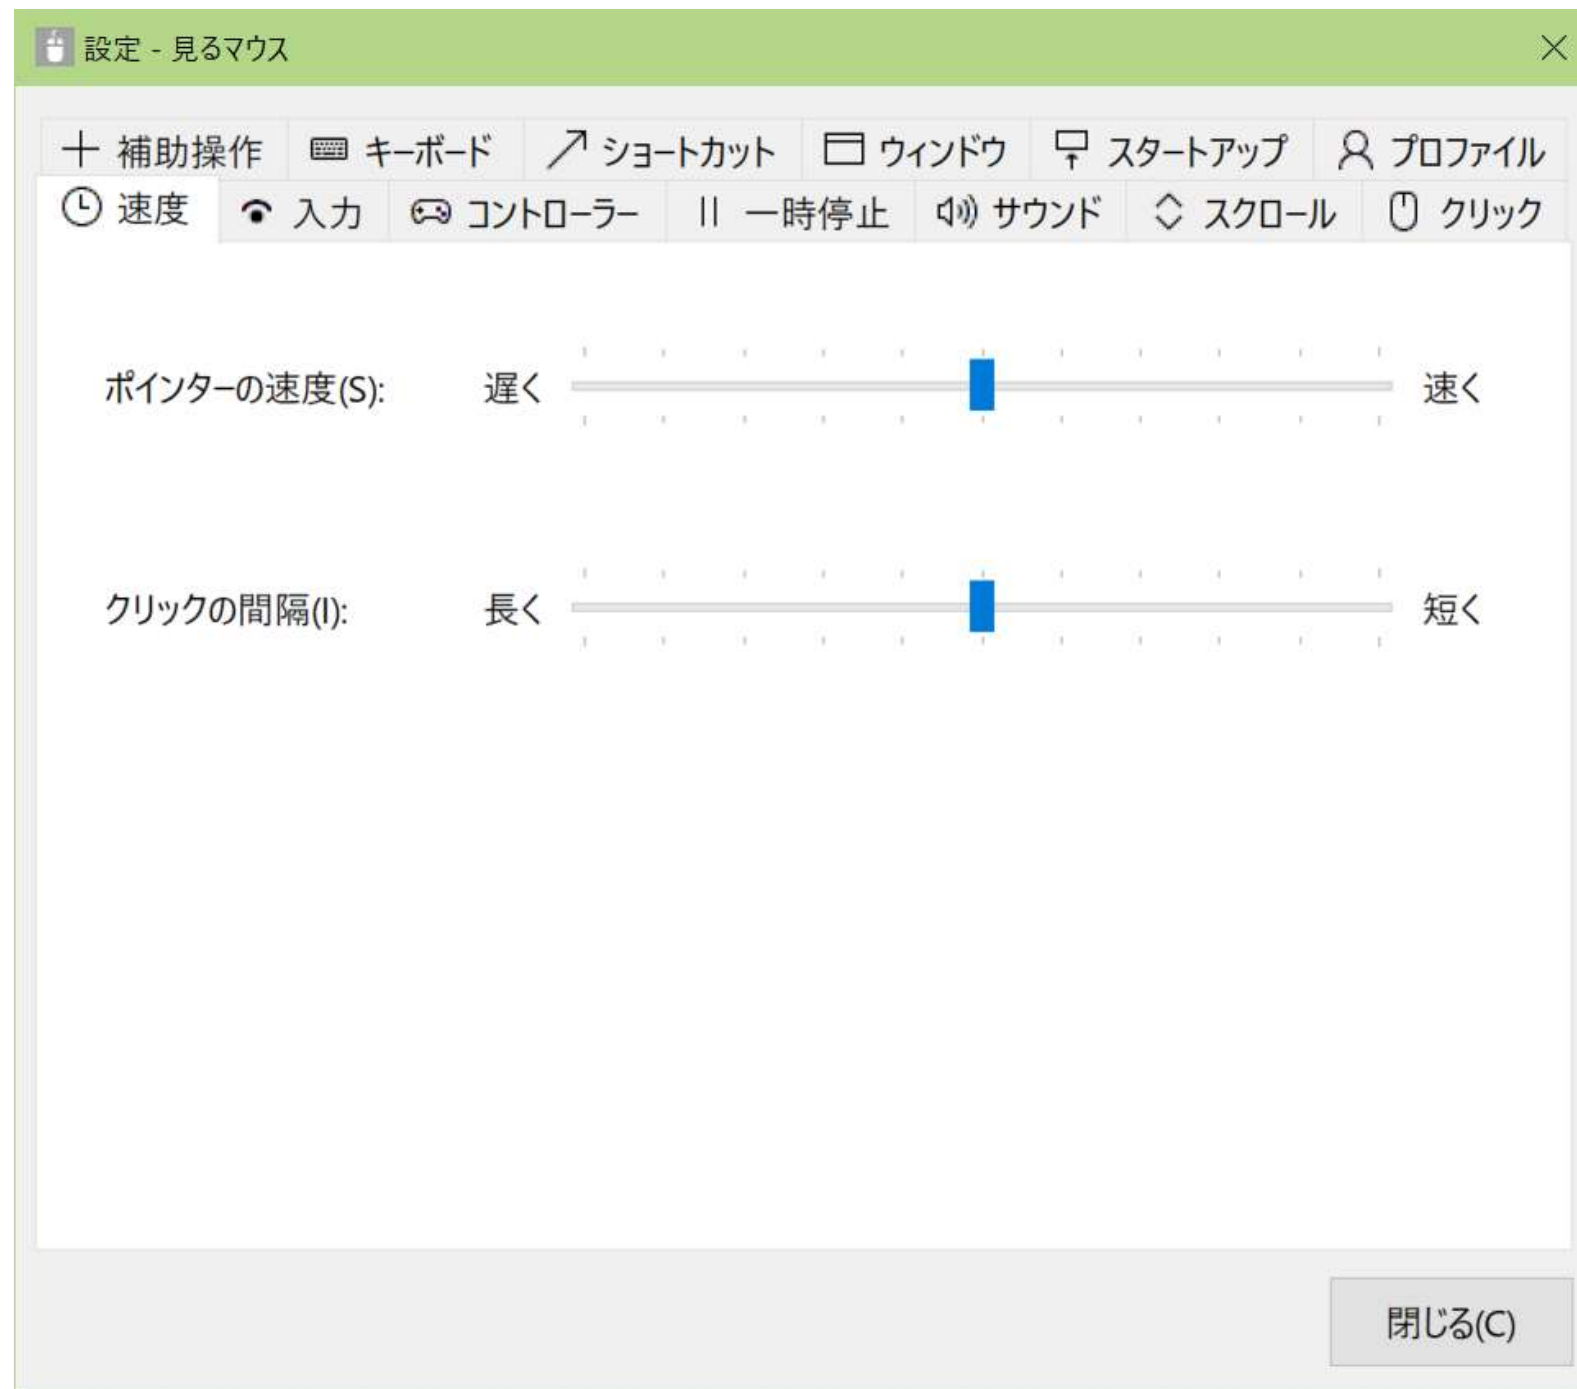 設定 - 見るマウス
補助操作 キーボード ショートカット ウィンドウ スタートアップ プロファイル
速度 入力 コントローラー 一時停止 サウンド スクロール クリック
ポインターの速度(S): 遅く 速く
クリックの間隔(I): 長く 短く
閉じる(C)